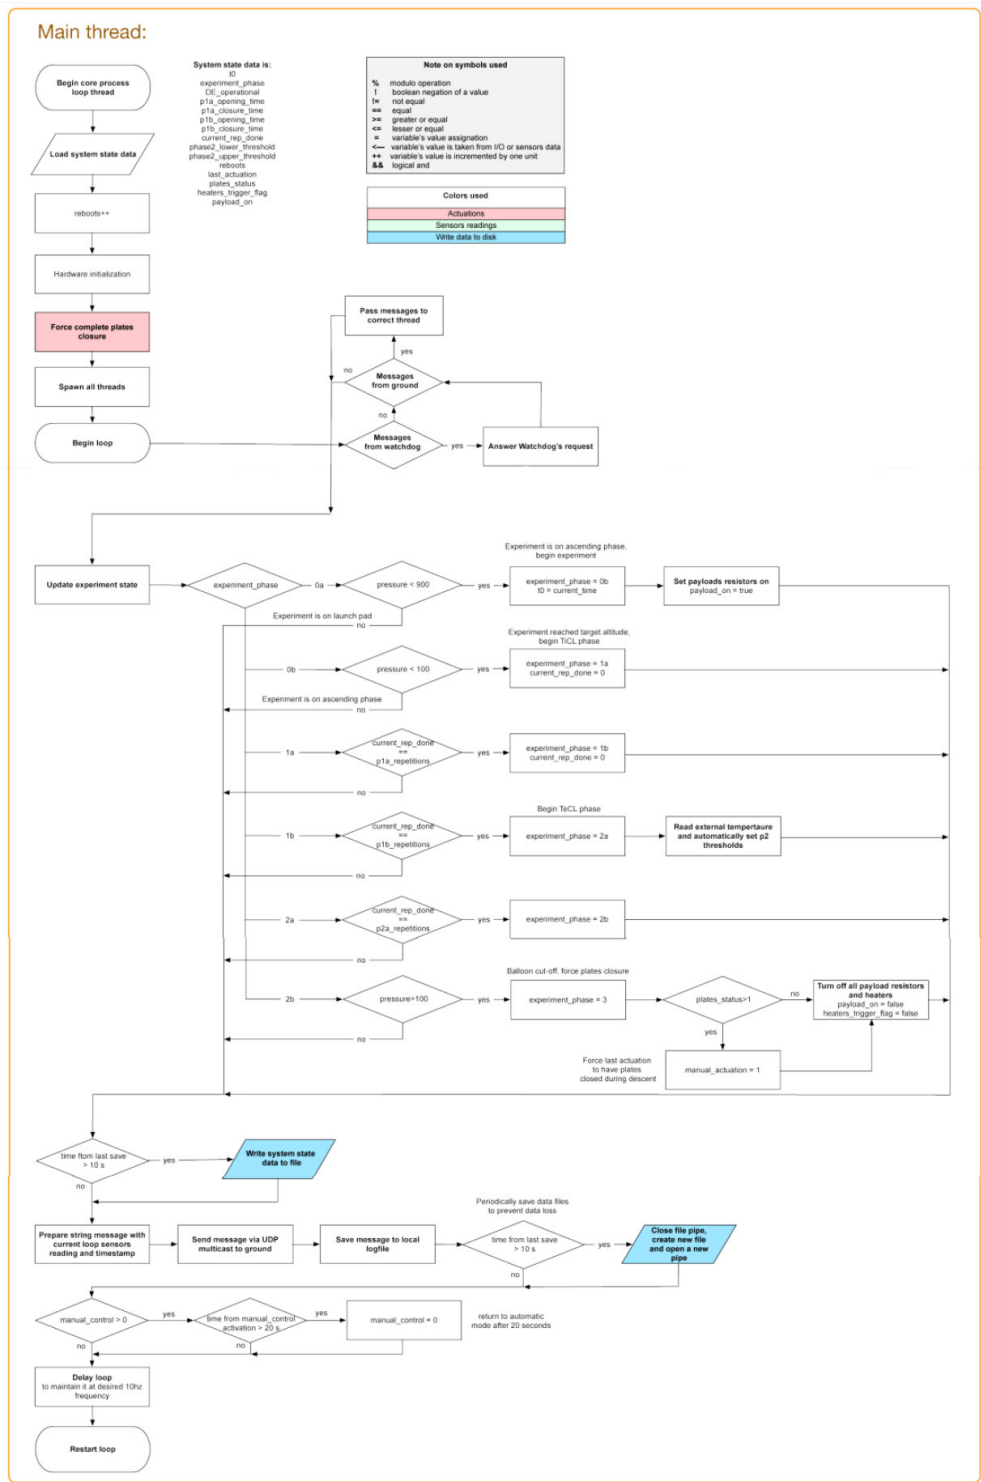 Main thread:
Begin core process
loop thread
Load system state data
reboots++
Hardware initialization
Force complete plates
closure
Spawn all threads
Begin loop
System state data is:
t0
experiment_phase
DE_operational
p1a_opening_time
p1a_closure_time
p1b_opening_time
p1b_closure_time
current_rep_done
phase2_lower_threshold
phase2_upper_threshold
reboots
last_actuation
plates_status
heaters_trigger_flag
payload_on
Note on symbols used
% modulo operation
! boolean negation of a value
!= not equal
== equal
>= greater or equal
<= lesser or equal
= variable's value assignation
<— variable's value is taken from I/O or sensors data
++ variable's value is incremented by one unit
&& logical and
Colors used
Actuations
Sensors readings
Write data to disk
Pass messages to
correct thread
yes
no
Messages
from ground
no
Messages
from watchdog
yes
Answer Watchdog's request
Update experiment state
experiment_phase
0a
pressure < 900
yes
Experiment is on ascending phase,
begin experiment
experiment_phase = 0b
t0 = current_time
Set payloads resistors on
payload_on = true
Experiment is on launch pad
no
0b
pressure < 100
yes
Experiment reached target altitude,
begin TiCL phase
experiment_phase = 1a
current_rep_done = 0
Experiment is on ascending phase
no
1a
current_rep_done
==
p1a_repetitions
yes
experiment_phase = 1b
current_rep_done = 0
no
1b
current_rep_done
==
p1b_repetitions
yes
Begin TeCL phase
experiment_phase = 2a
Read external tempertaure
and automatically set p2
thresholds
no
2a
current_rep_done
==
p2a_repetitions
yes
experiment_phase = 2b
no
2b
pressure>100
yes
Balloon cut-off, force plates closure
experiment_phase = 3
plates_status>1
no
Turn off all payload resistors
and heaters
payload_on = false
heaters_trigger_flag = false
yes
no
Force last actuation
to have plates
closed during descent
manual_actuation = 1
time ftom last save
> 10 s
yes
Write system state
data to file
no
Prepare string message with
current loop sensors
reading and timestamp
Send message via UDP
multicast to ground
Save message to local
logfile
Periodically save data files
to prevent data loss
time from last save
> 10 s
yes
Close file pipe,
create new file
and open a new
pipe
no
manual_control > 0
yes
time from manual_control
activation > 20 s
yes
manual_control = 0
return to automatic
mode after 20 seconds
no
no
Delay loop
to maintain it at desired 10hz
frequency
Restart loop